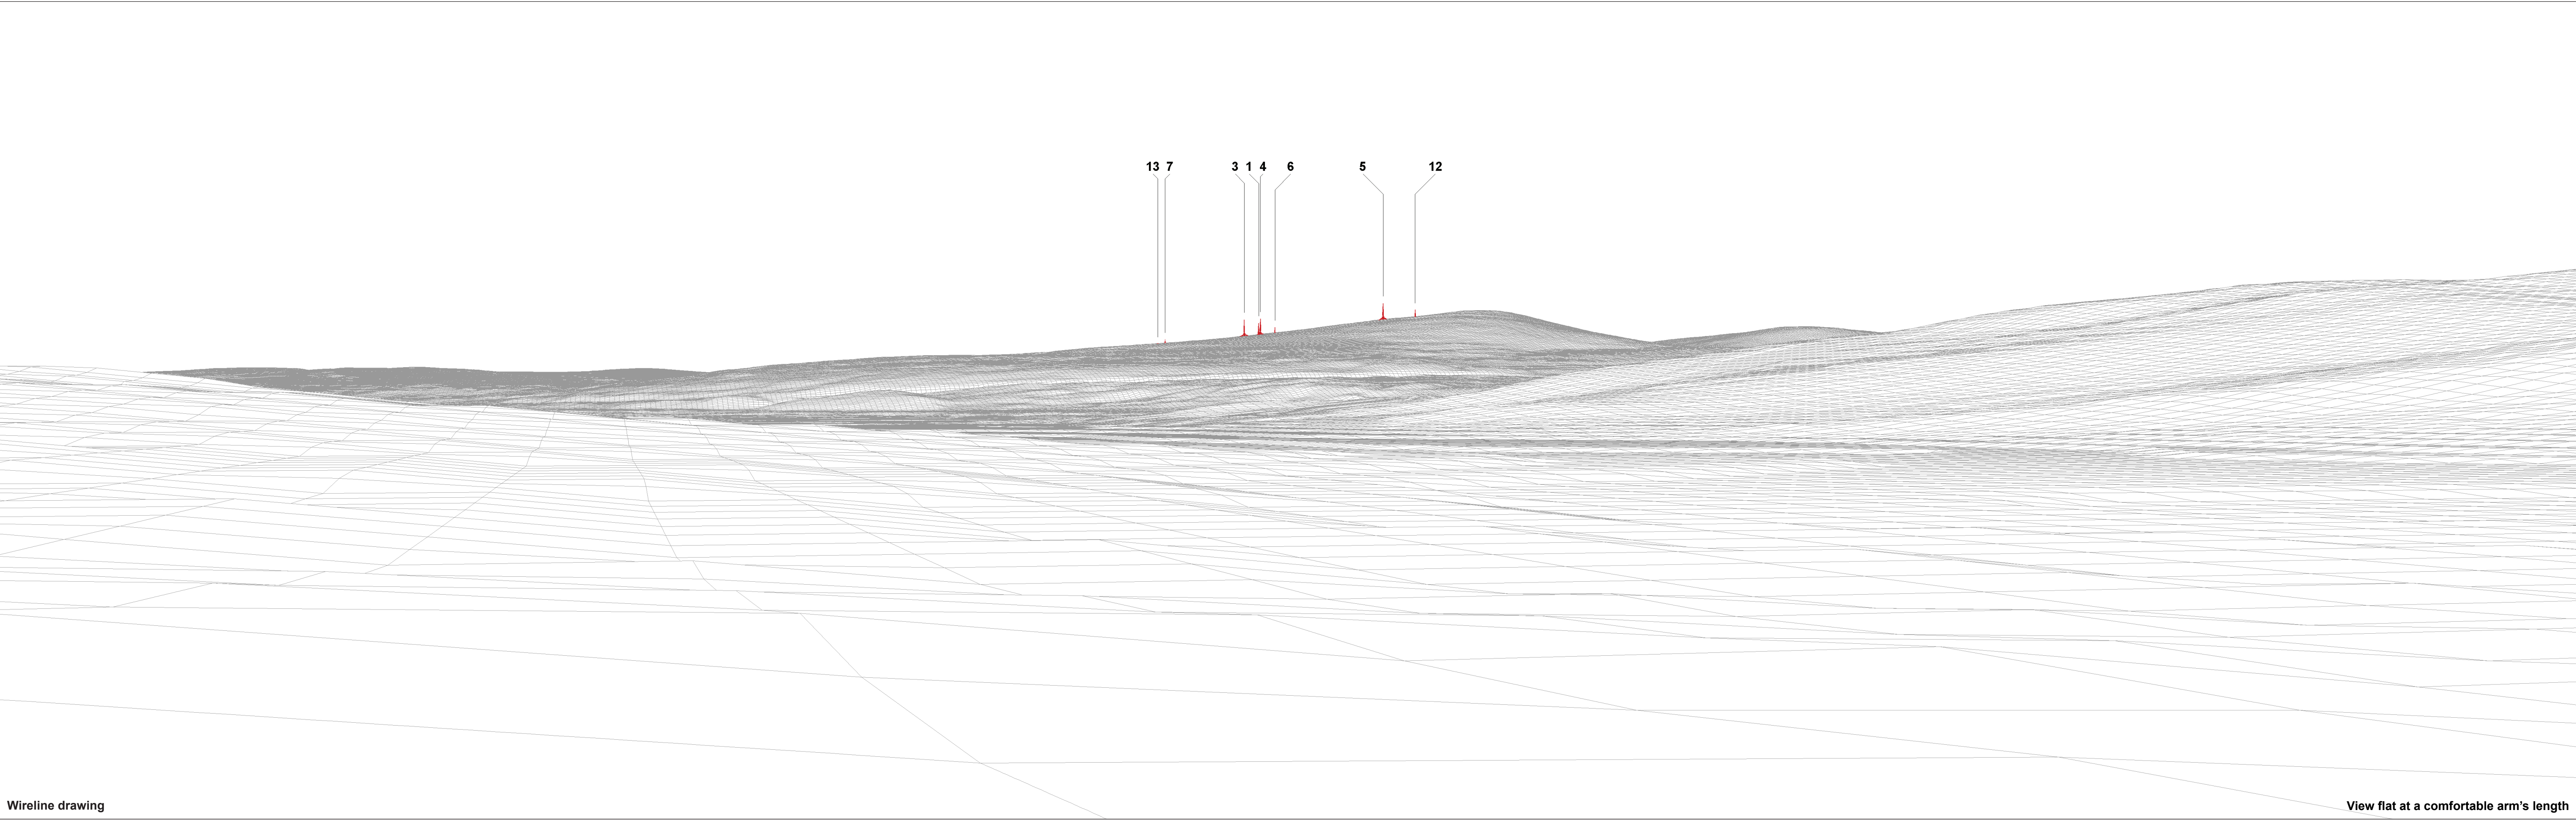 13 7 3 1 4 6 5 12
Wireline drawing
View flat at a comfortable arm's length